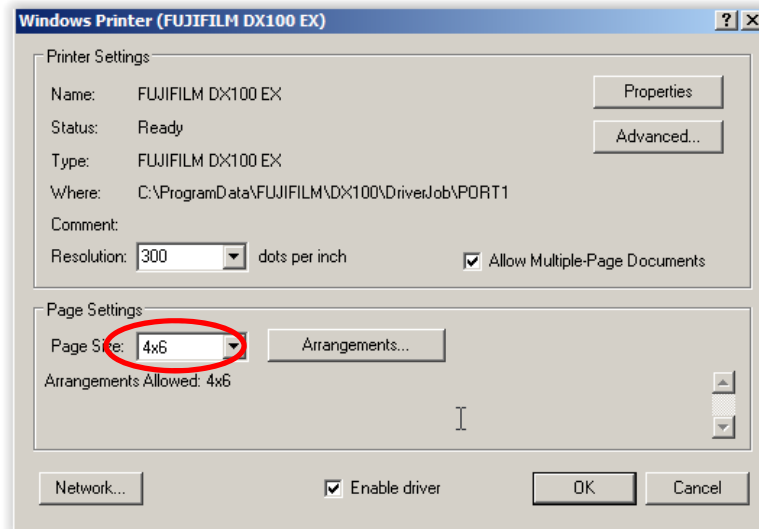 Windows Printer (FUJIFILM DX100 EX)
Printer Settings
Name: FUJIFILM DX100 EX
Properties
Status: Ready
Advanced...
Type: FUJIFILM DX100 EX
Where: C:\ProgramData\FUJIFILM\DX100\DriverJob\PORT1
Comment:
Resolution: 300 dots per inch
Allow Multiple-Page Documents
Page Settings
Page Size: 4x6
Arrangements...
Arrangements Allowed: 4x6
Network...
Enable driver
OK
Cancel